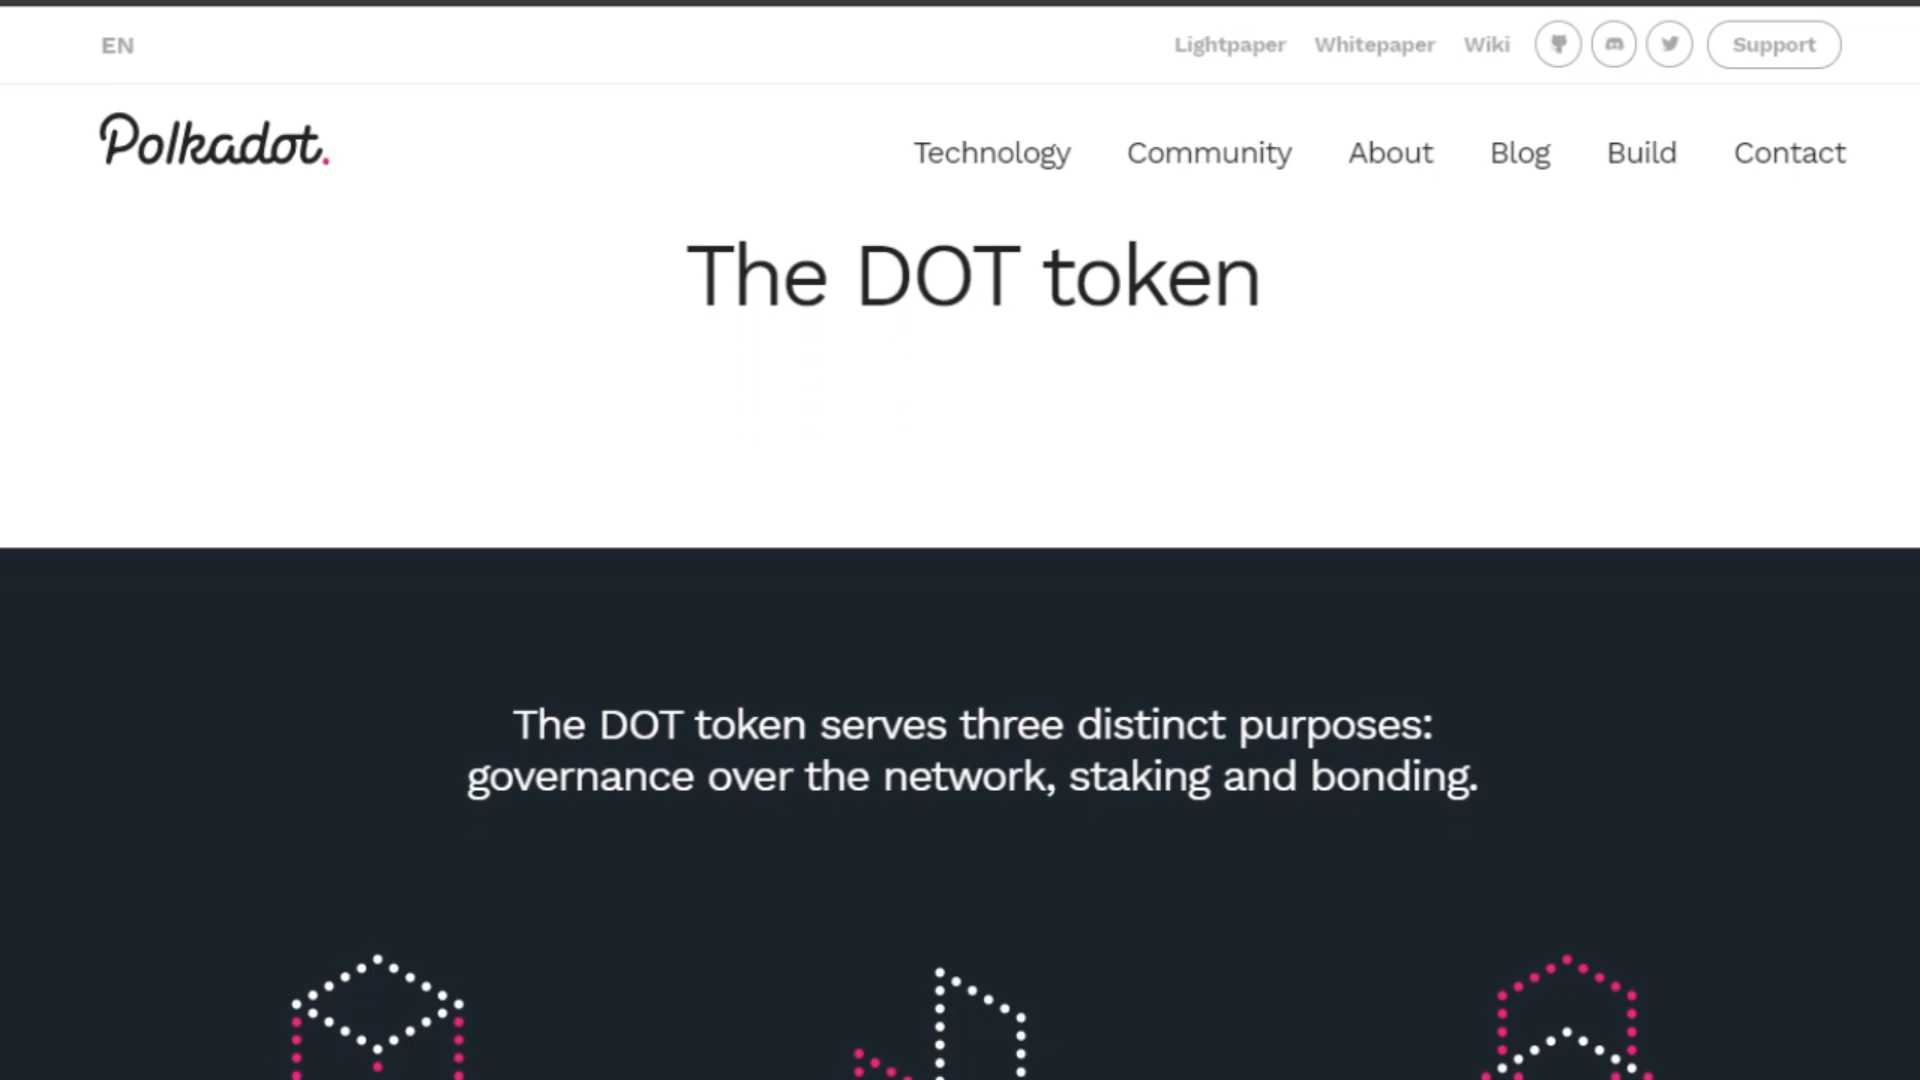 EN
Lightpaper Whitepaper Wiki Support
Polkadot.
Technology Community About Blog Build Contact
The DOT token
The DOT token serves three distinct purposes:
governance over the network, staking and bonding.